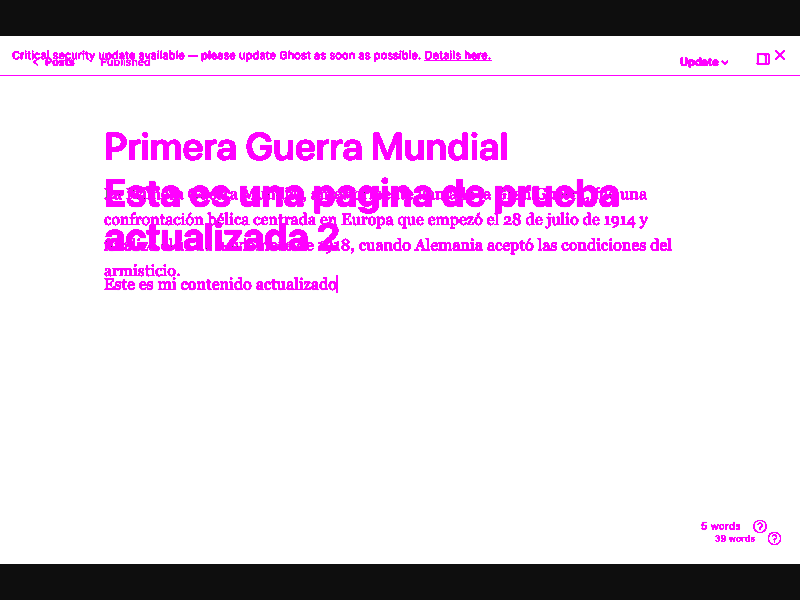 Critical security update available — please update Ghost as soon as possible. Details here.
Posts Published
Update
Primera Guerra Mundial
Esta es una pagina de prueba
una
confrontación bélica centrada en Europa que empezó el 28 de julio de 1914 y
actualizada 2
cuando Alemania aceptó las condiciones del
armisticio.
Este es mi contenido actualizado
5 words
39 words